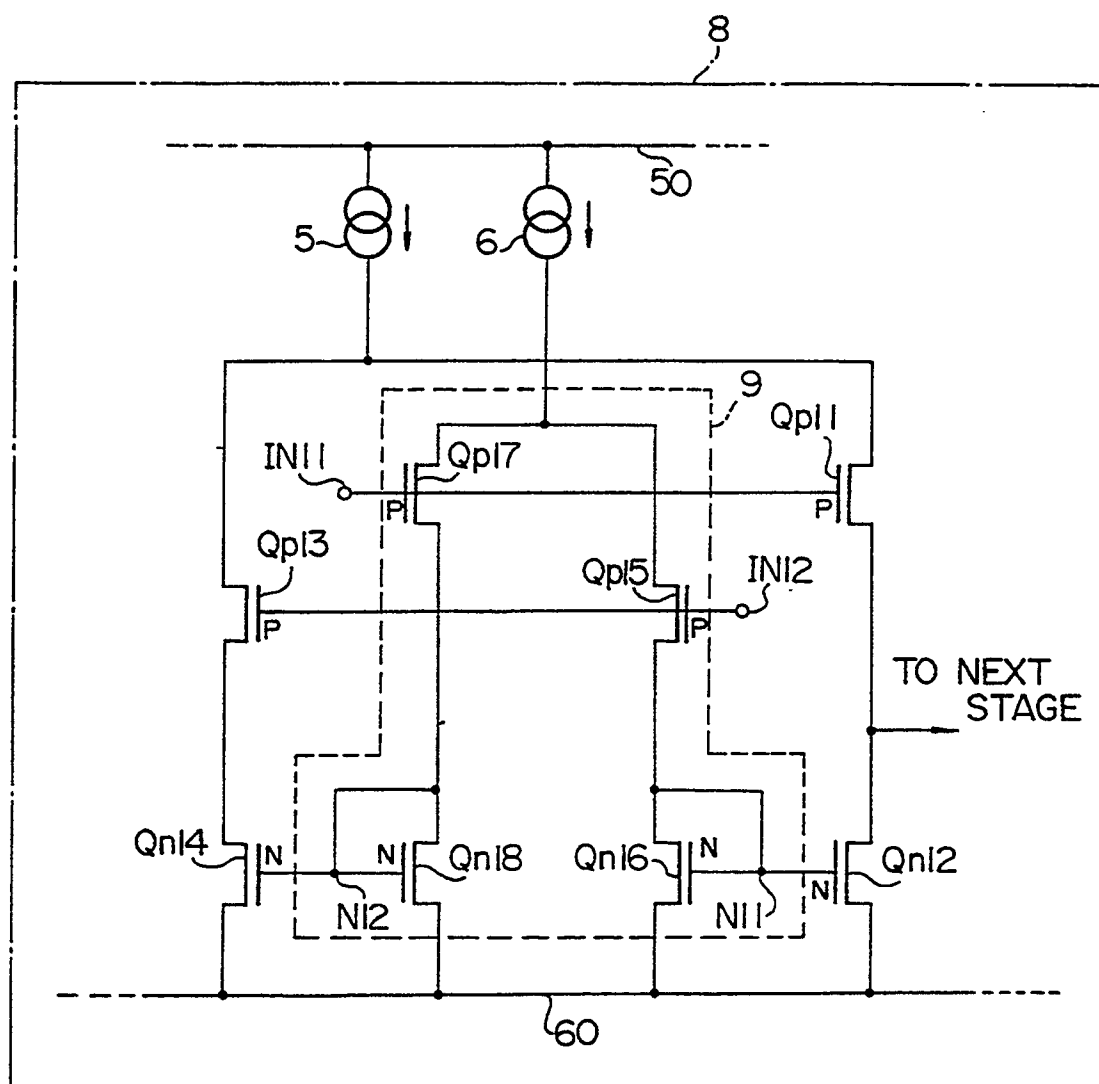 8
50
5
6
9
Qp11
IN11
Qp17
P
P
Qp13
Qp15
IN12
P
P
TO NEXT
STAGE
Qn14
N
N
Qn18
Qn16
N
Qn12
N
N12
N11
60